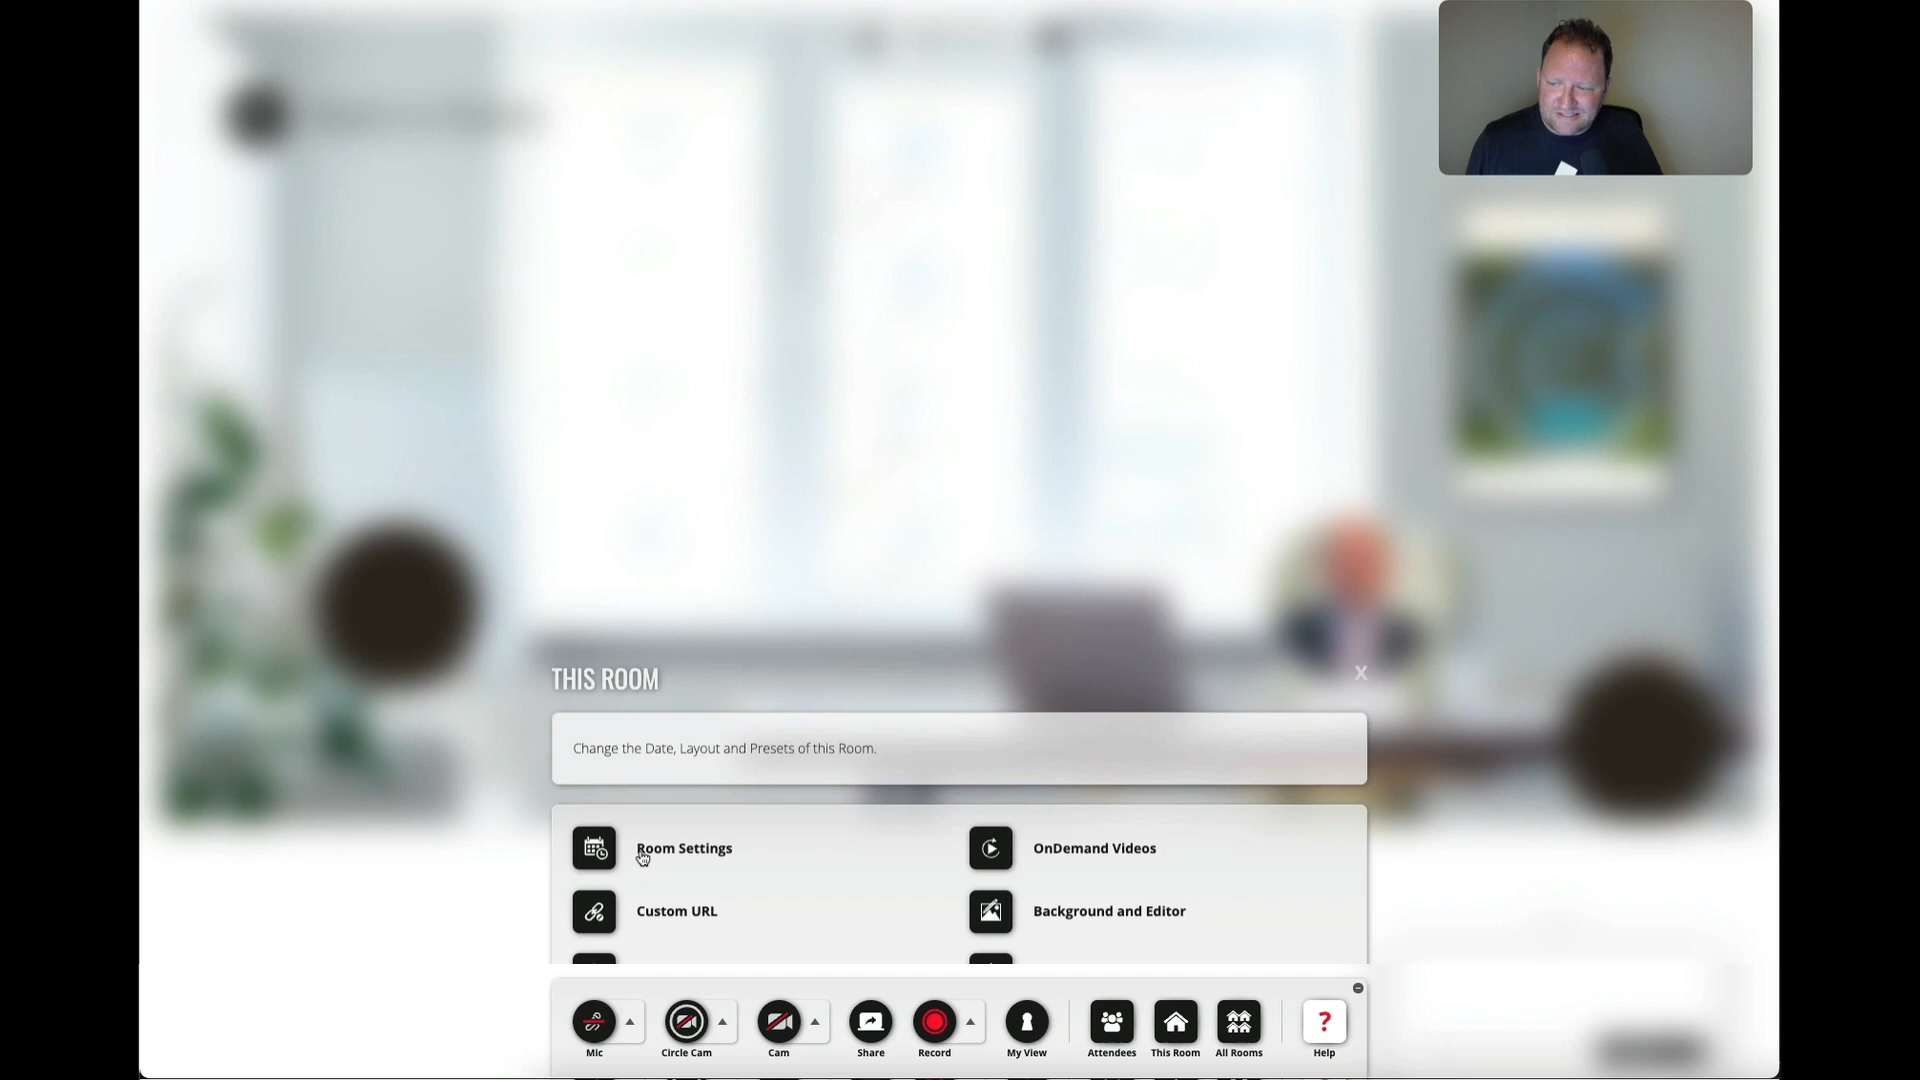 THIS ROOM
X
Change the Date, Layout and Presets of this Room.
Room Settings
OnDemand Videos
Custom URL
Background and Editor
Mic
Circle Cam
Cam
Share
Record
My View
Attendees
This Room
All Rooms
?
Help